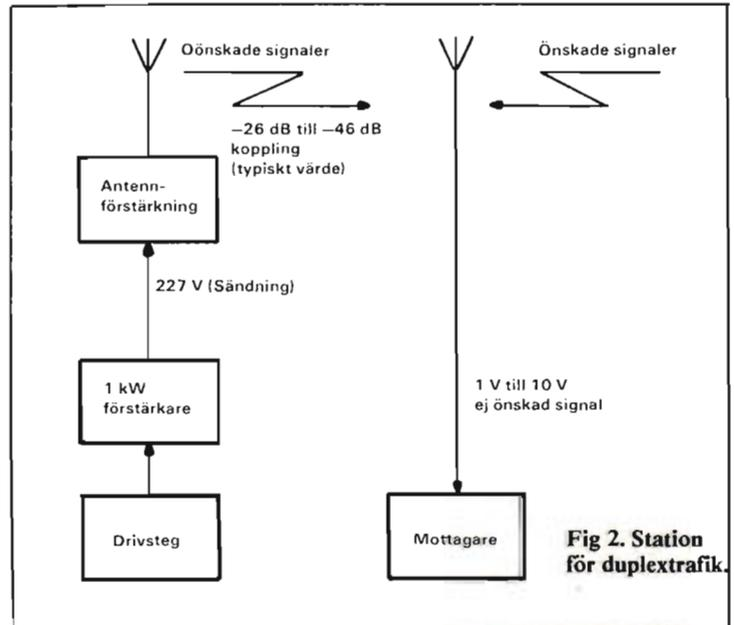 Oönskade signaler
Önskade signaler
−26 dB till −46 dB
koppling
(typiskt värde)
Antenn-
förstärkning
227 V (Sändning)
1 kW
förstärkare
1 V till 10 V
ej önskad signal
Drivsteg
Mottagare
Fig 2. Station
för duplextrafik.